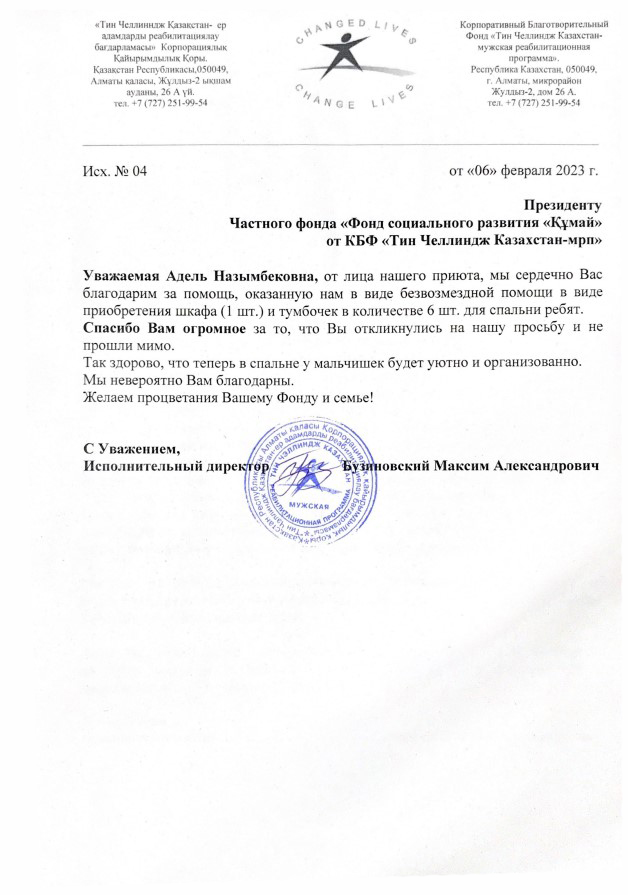 «Тин Челлиндж Қазақстан- ер
адамдарды реабилитациялау
бағдарламасы» Корпорациялық
Қайырымдылық Қоры.
Қазақстан Республикасы,050049,
Алматы қаласы, Жұлдыз-2 ықшам
ауданы, 26 А үй.
тел. +7 (727) 251-99-54
CHANGED LIVES
CHANGE LIVES
Корпоративный Благотворительный
Фонд «Тин Челлиндж Казахстан-
мужская реабилитационная
программа».
Республика Казахстан, 050049,
г. Алматы, микрорайон
Жулдыз-2, дом 26 А.
тел. +7 (727) 251-99-54
Исх. № 04 от «06» февраля 2023 г.
Президенту
Частного фонда «Фонд социального развития «Құмай»
от КБФ «Тин Челлиндж Казахстан-мрп»
Уважаемая Адель Назымбековна, от лица нашего приюта, мы сердечно Вас
благодарим за помощь, оказанную нам в виде безвозмездной помощи в виде
приобретения шкафа (1 шт.) и тумбочек в количестве 6 шт. для спальни ребят.
Спасибо Вам огромное за то, что Вы откликнулись на нашу просьбу и не
прошли мимо.
Так здорово, что теперь в спальне у мальчишек будет уютно и организованно.
Мы невероятно Вам благодарны.
Желаем процветания Вашему Фонду и семье!
С Уважением,
Исполнительный директор Бузиновский Максим Александрович
ТИН ЧЭЛЛИНДЖ КАЗАХСТАН
МУЖСКАЯ
РЕАБИЛИТАЦИОННАЯ ПРОГРАММА